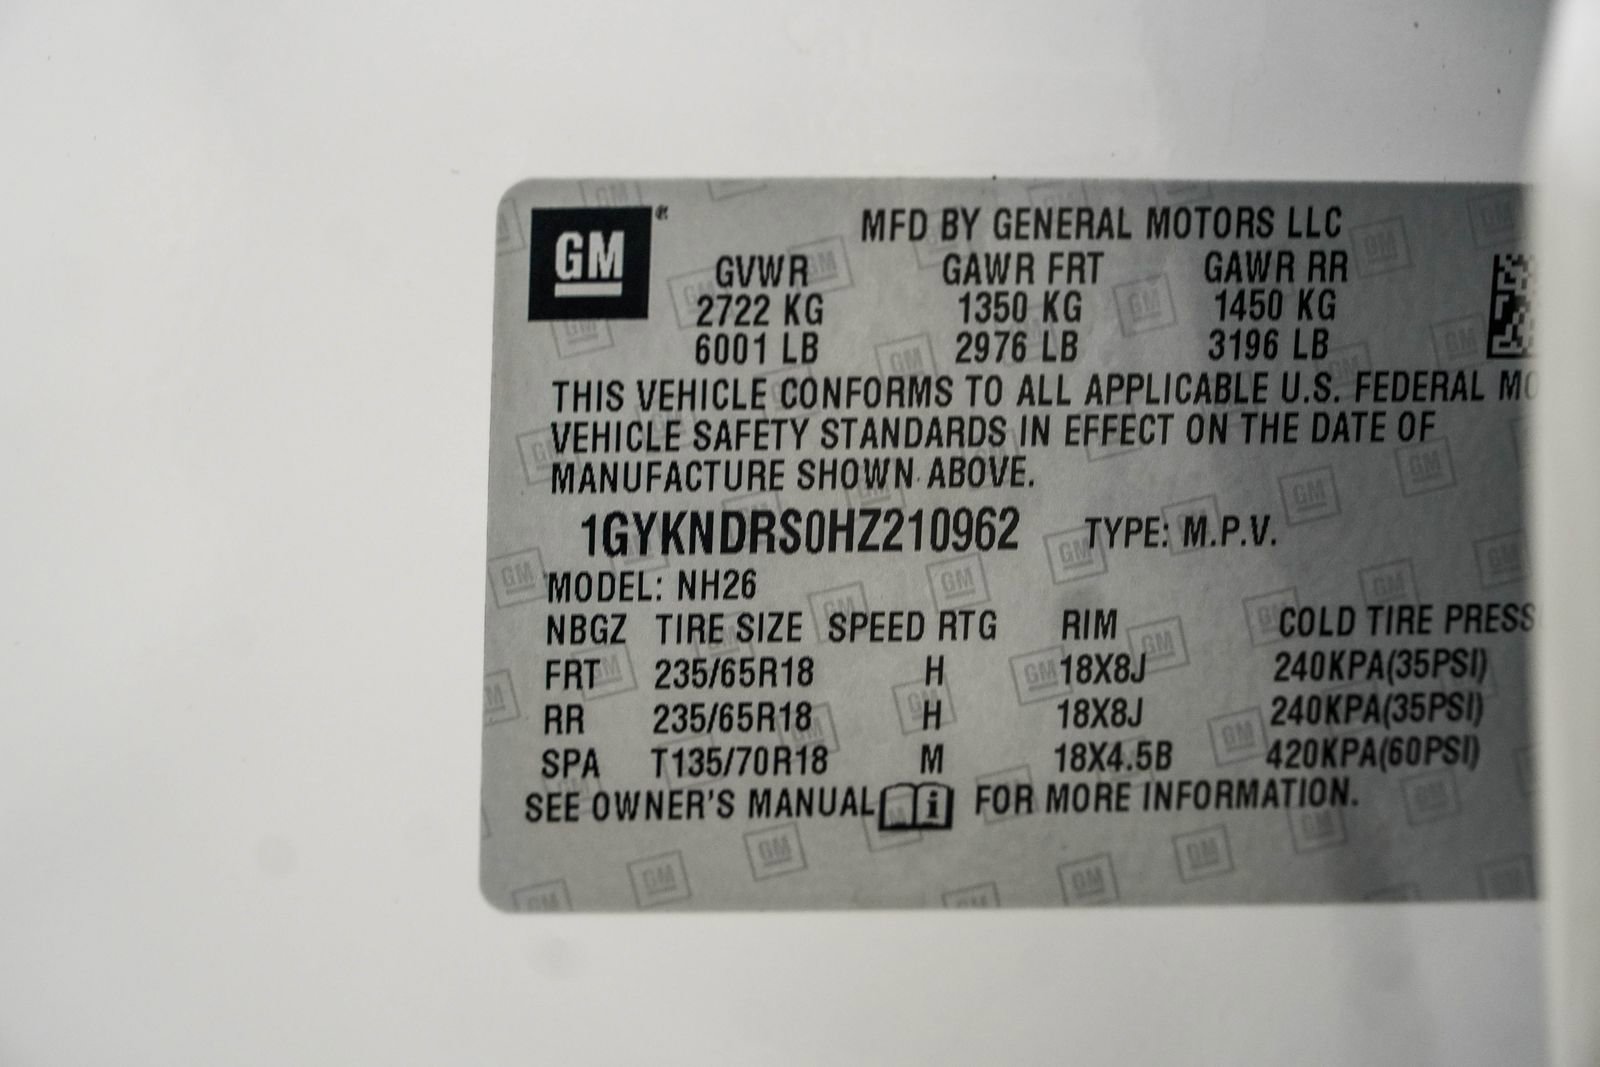 GM
MFD BY GENERAL MOTORS LLC
GVWR GAWR FRT GAWR RR
2722 KG 1350 KG 1450 KG
6001 LB 2976 LB 3196 LB
THIS VEHICLE CONFORMS TO ALL APPLICABLE U.S. FEDERAL
VEHICLE SAFETY STANDARDS IN EFFECT ON THE DATE OF
MANUFACTURE SHOWN ABOVE.
1GYKNDRS0HZ210962 TYPE: M.P.V.
MODEL: NH26
NBGZ TIRE SIZE SPEED RTG RIM COLD TIRE PRESS
FRT 235/65R18 H 18X8J 240KPA(35PSI)
RR 235/65R18 H 18X8J 240KPA(35PSI)
SPA T135/70R18 M 18X4.5B 420KPA(60PSI)
SEE OWNER'S MANUAL i FOR MORE INFORMATION.